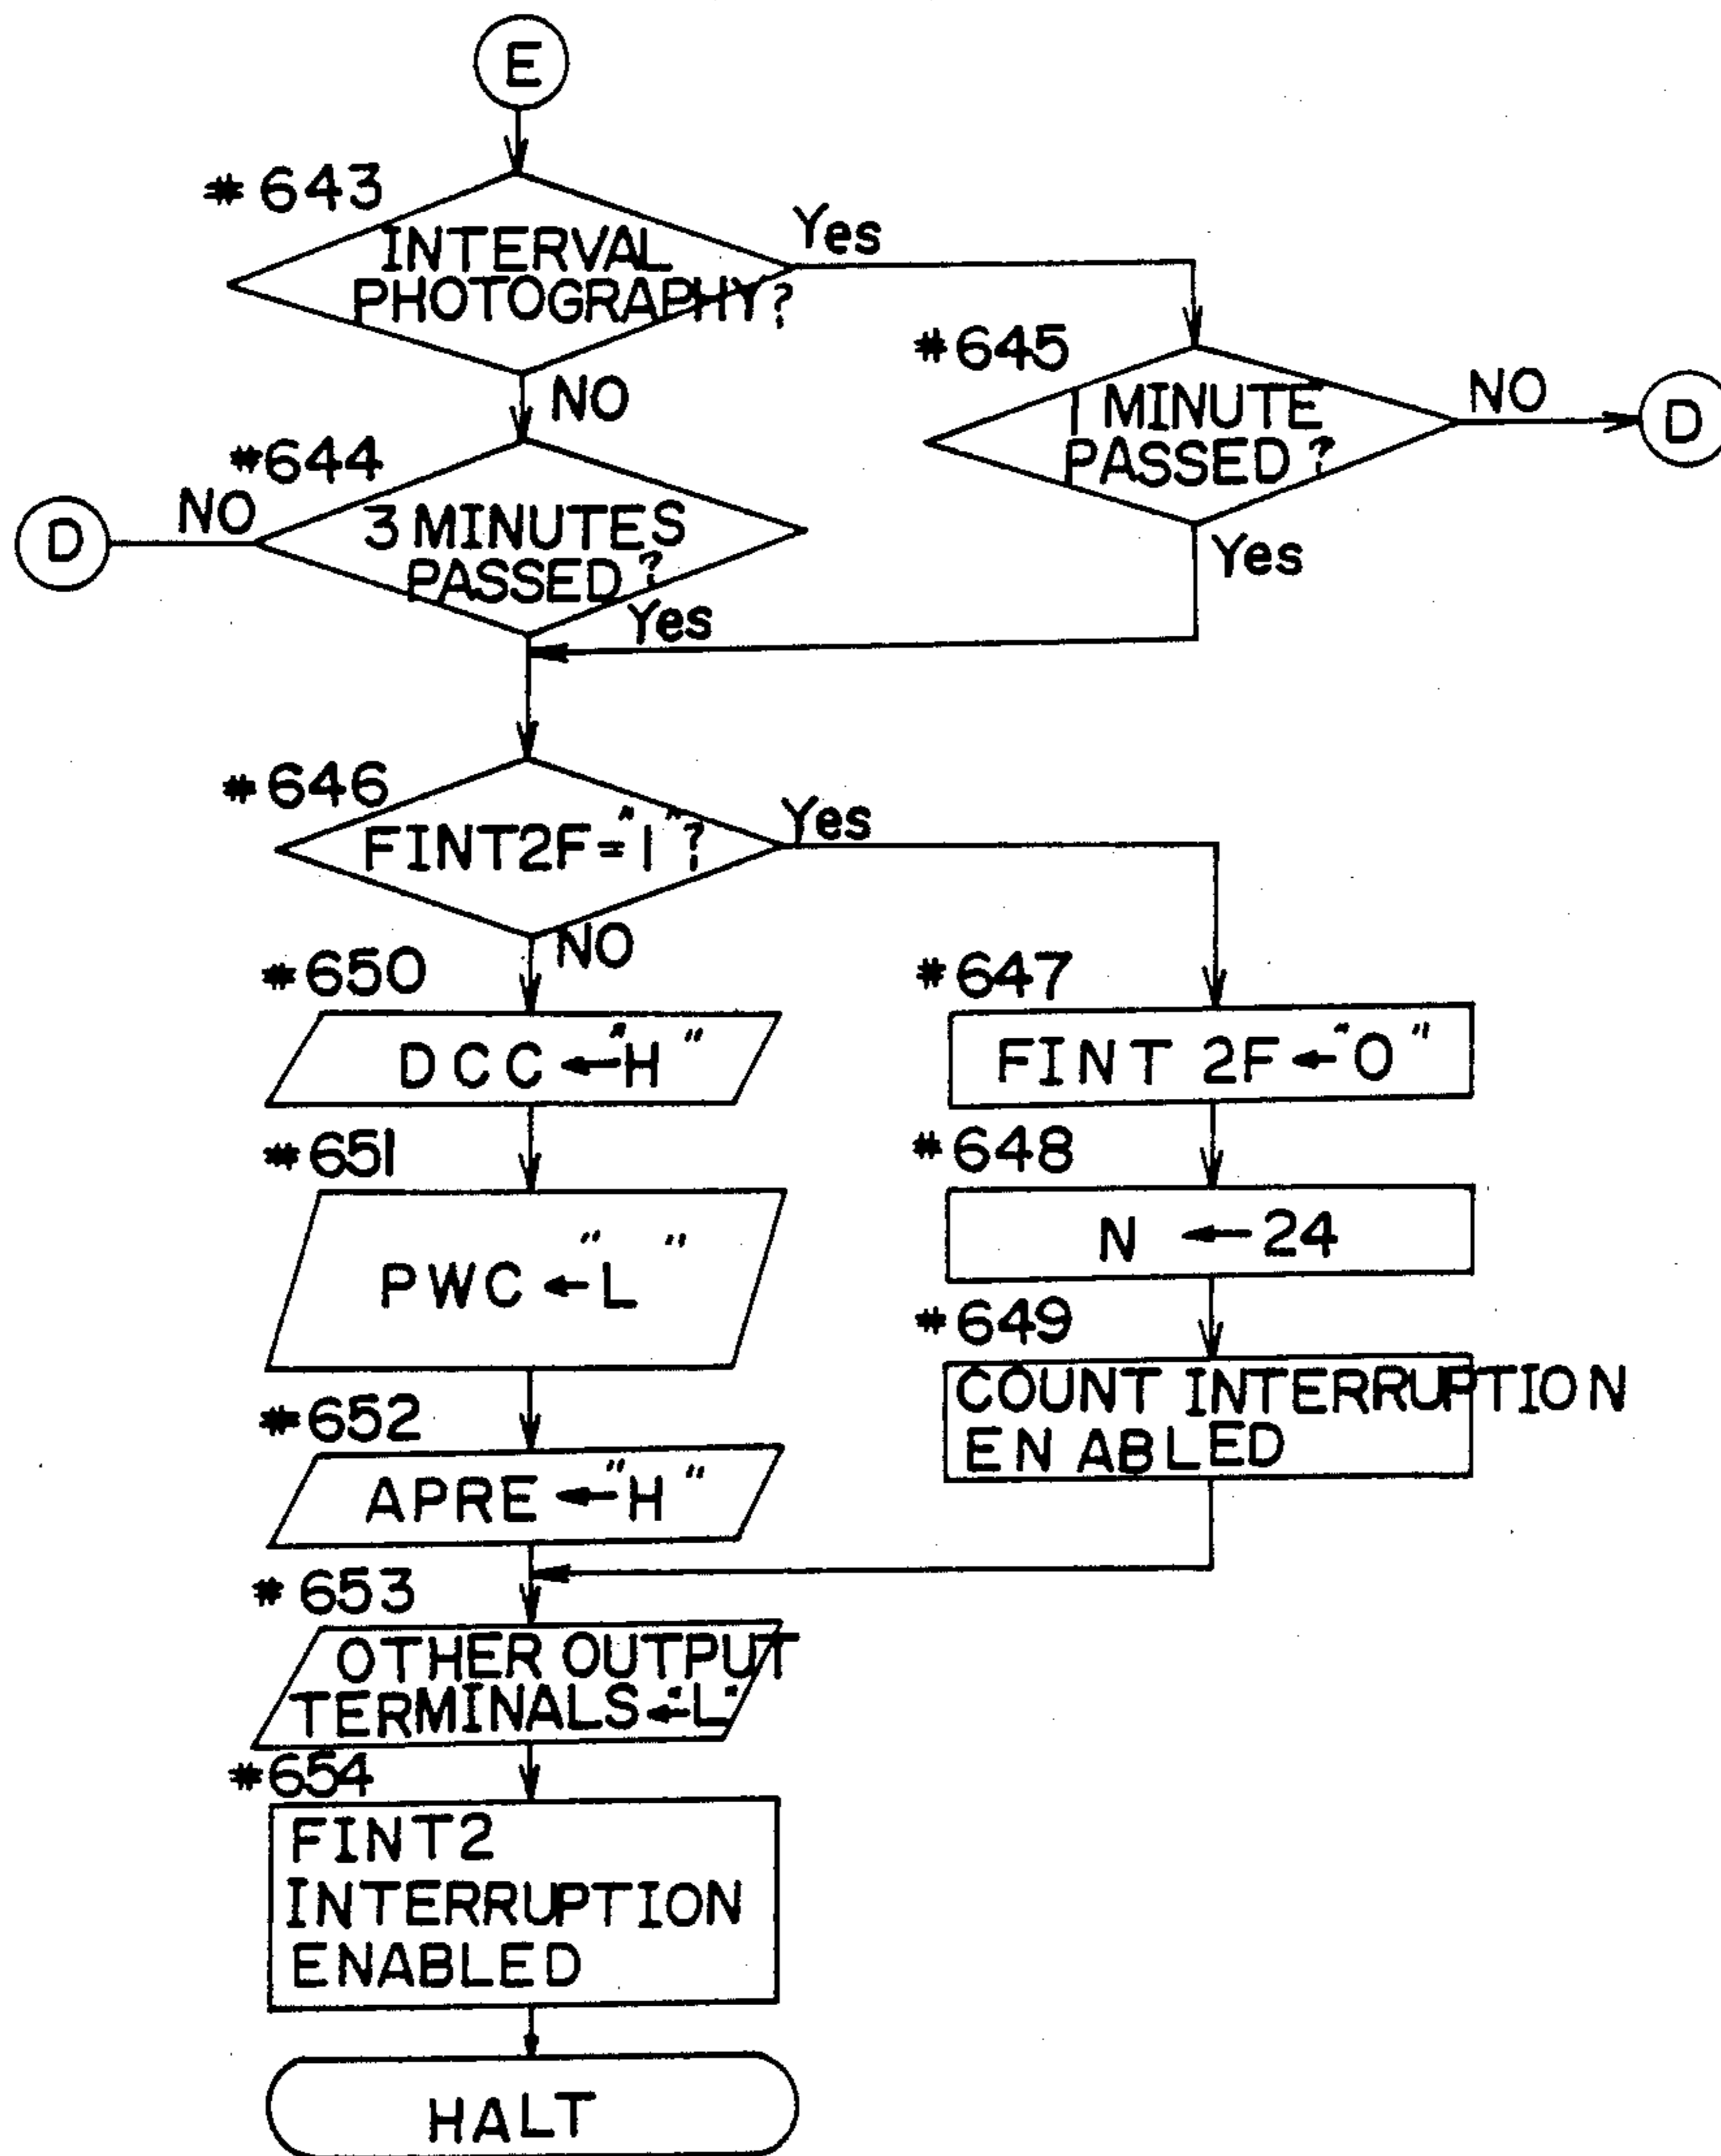 E
#643
INTERVAL
PHOTOGRAPHY?
Yes
NO
#645
1 MINUTE
PASSED?
NO
D
Yes
#644
3 MINUTES
PASSED?
NO
D
Yes
#646
FINT2F="1"?
Yes
NO
#650
DCC←"H"
#647
FINT 2F←"0"
#651
PWC←"L"
#648
N ←24
#649
COUNT INTERRUPTION
ENABLED
#652
APRE←"H"
#653
OTHER OUTPUT
TERMINALS←"L"
#654
FINT2
INTERRUPTION
ENABLED
HALT